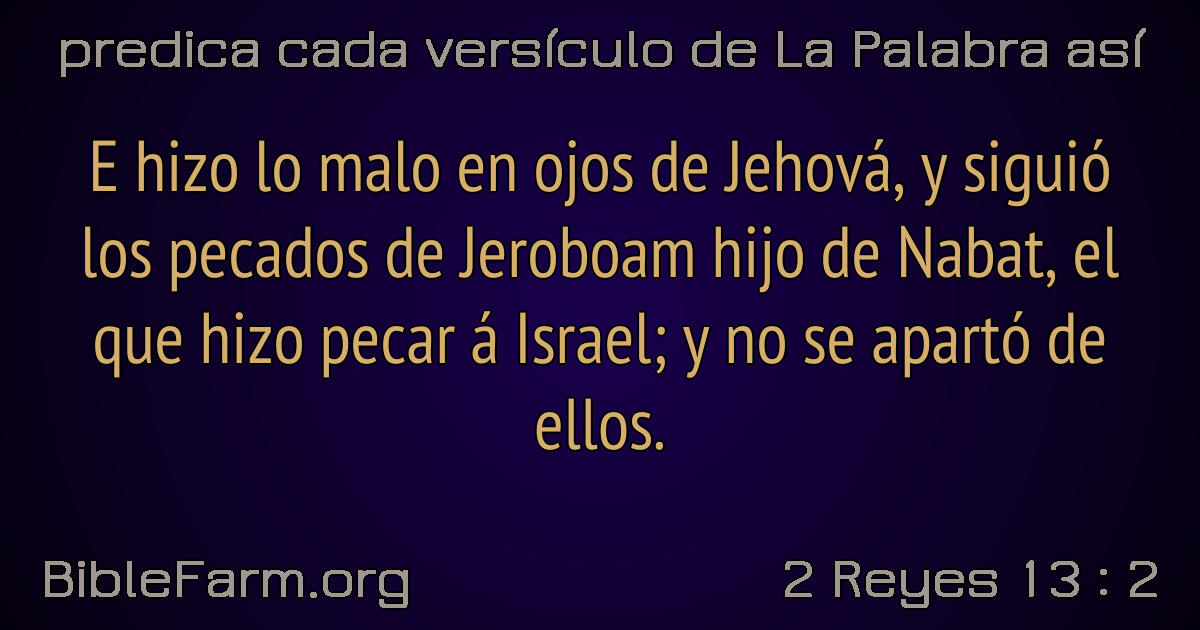 predica cada versículo de La Palabra así
E hizo lo malo en ojos de Jehová, y siguió
los pecados de Jeroboam hijo de Nabat, el
que hizo pecar á Israel; y no se apartó de
ellos.
BibleFarm.org
2 Reyes 13 : 2